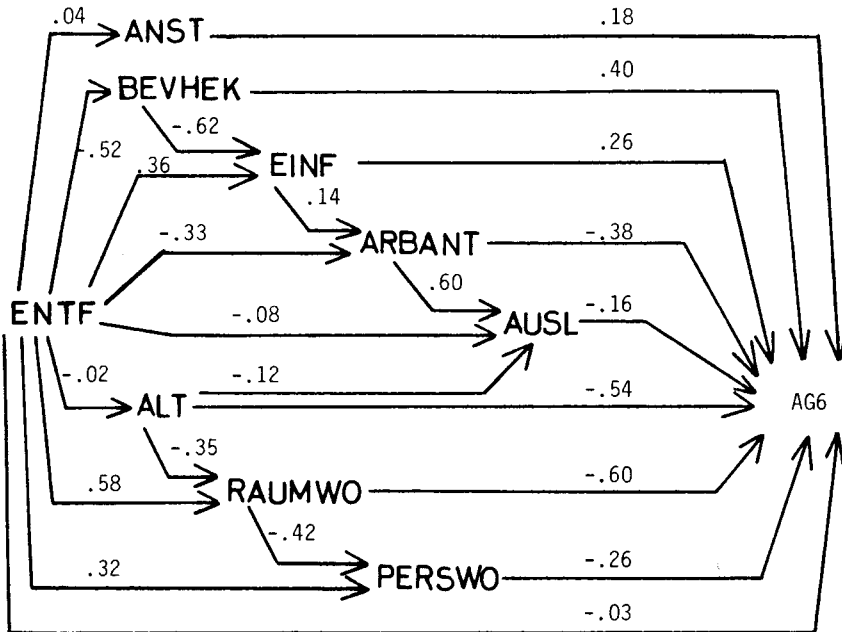 .04 ANST .18
BEVHEK .40
-.62
-.52 .36 EINF .26
.14
-.33 ARBANT -.38
.60
ENTF -.08 AUSL -.16
-.02 -.12
ALT -.54 AG6
-.35
.58 RAUMWO -.60
-.42
.32 PERSWO -.26
-.03